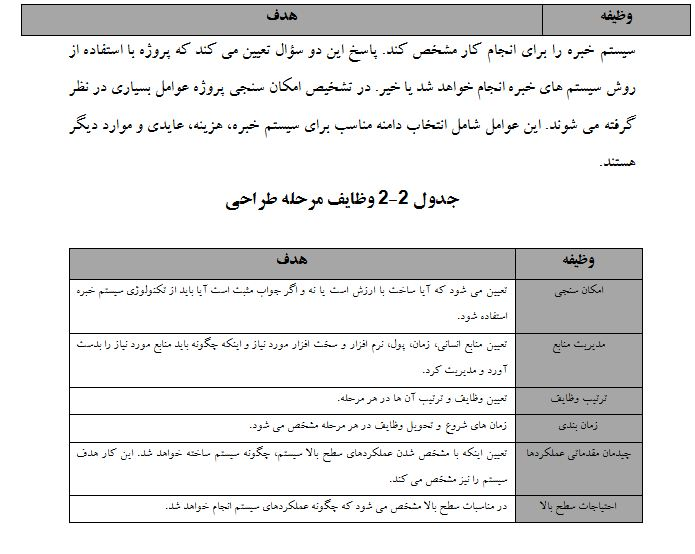 وظیفه هدف
سیستم خبره را برای انجام کار مشخص کند. پاسخ این دو سؤال تعیین می کند که پروژه با استفاده از
روش سیستم های خبره انجام خواهد شد یا خیر. در تشخیص امکان سنجی پروژه عوامل بسیاری در نظر
گرفته می شوند. این عوامل شامل انتخاب دامنه مناسب برای سیستم خبره، هزینه، عایدی و موارد دیگر
هستند.
جدول 2-2 وظایف مرحله طراحی
وظیفه هدف
امکان سنجی تعیین می شود که آیا ساخت با ارزش است یا نه و اگر جواب مثبت است آیا باید از تکنولوژی سیستم خبره
استفاده شود.
مدیریت منابع تعیین منابع انسانی، زمان، پول، نرم افزار و سخت افزار مورد نیاز و اینکه چگونه باید منابع مورد نیاز را بدست
آورد و مدیریت کرد.
ترتیب وظایف تعیین وظایف و ترتیب آن ها در هر مرحله.
زمان بندی زمان های شروع و تحویل وظایف در هر مرحله مشخص می شود.
چیدمان مقدماتی عملکردها تعیین اینکه با مشخص شدن عملکردهای سطح بالا سیستم، چگونه سیستم ساخته خواهد شد. این کار هدف
سیستم را نیز مشخص می کند.
احتیاجات سطح بالا در مناسبات سطح بالا مشخص می شود که چگونه عملکردهای سیستم انجام خواهد شد.